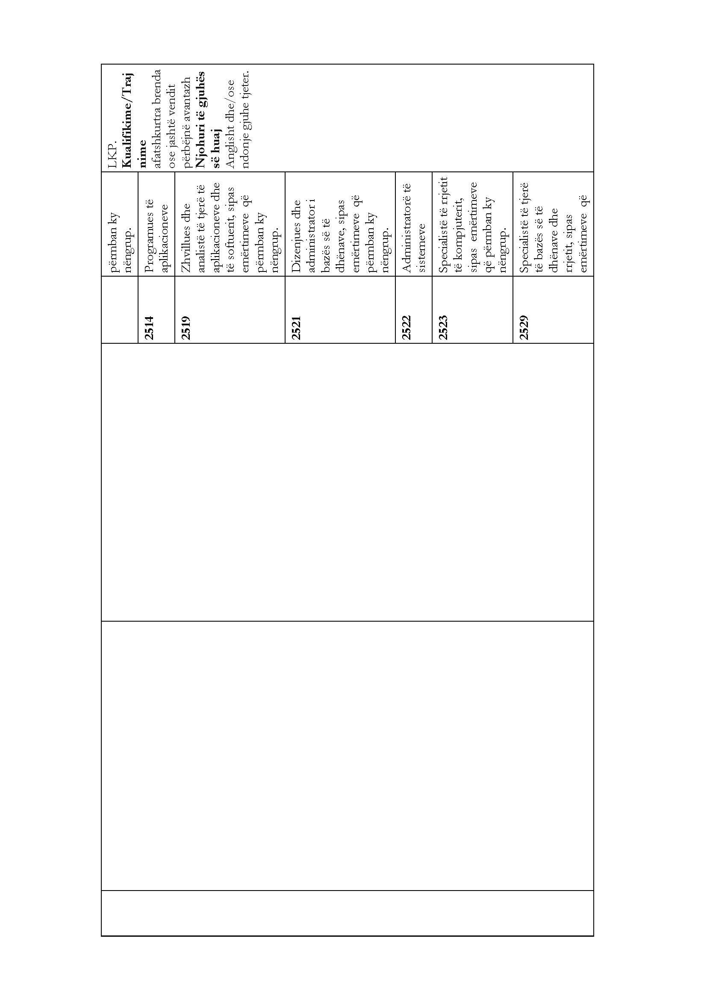 përmban ky
nëngrup.
LKP.
Kualifikime/Traj
nime
afatshkurtra brenda
ose jashtë vendit
përbëjnë avantazh
Njohuri të gjuhës
së huaj
Anglisht dhe/ose
ndonje gjuhe tjeter.
2514
Programues të
aplikacioneve
2519
Zhvillues dhe
analistë të tjerë të
aplikacioneve dhe
të softuerit, sipas
emërtimeve që
përmban ky
nëngrup.
2521
Dizenjues dhe
administrator i
bazës së të
dhënave, sipas
emërtimeve që
përmban ky
nëngrup.
2522
Administratorë të
sistemeve
2523
Specialistë të rrjetit
të kompjuterit,
sipas emërtimeve
që përmban ky
nëngrup.
2529
Specialistë të tjerë
të bazës së të
dhënave dhe
rrjetit, sipas
emërtimeve që